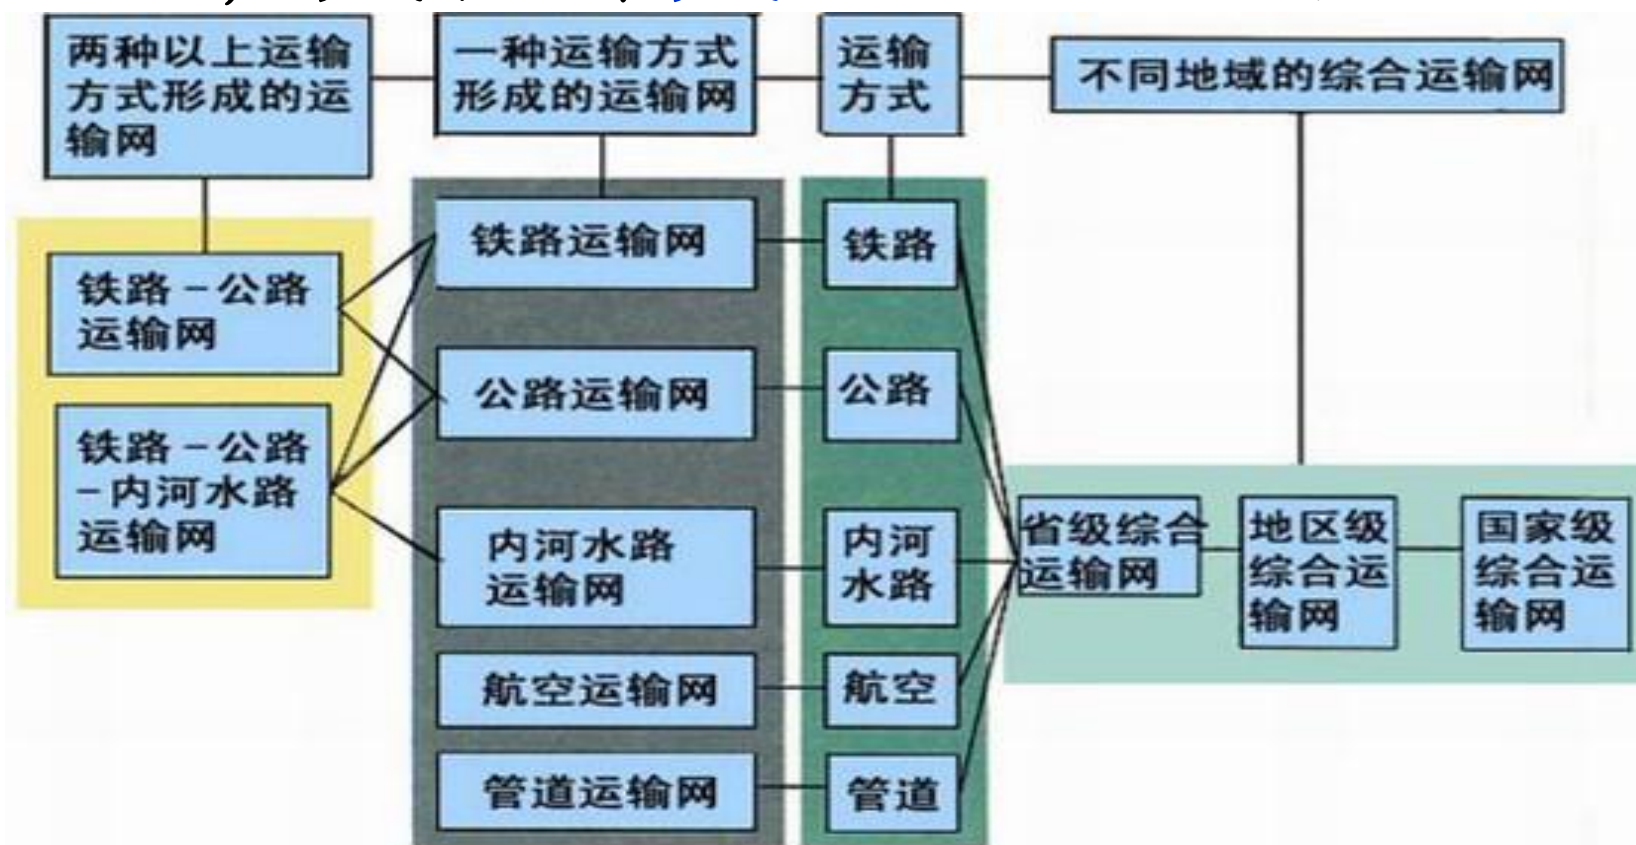 两种以上运输
方式形成的运
输网
一种运输方式
形成的运输网
运输
方式
不同地域的综合运输网
铁路-公路
运输网
铁路-公路
-内河水路
运输网
铁路运输网
公路运输网
内河水路
运输网
航空运输网
管道运输网
铁路
公路
内河
水路
航空
管道
省级综合
运输网
地区级
综合运
输网
国家级
综合运
输网